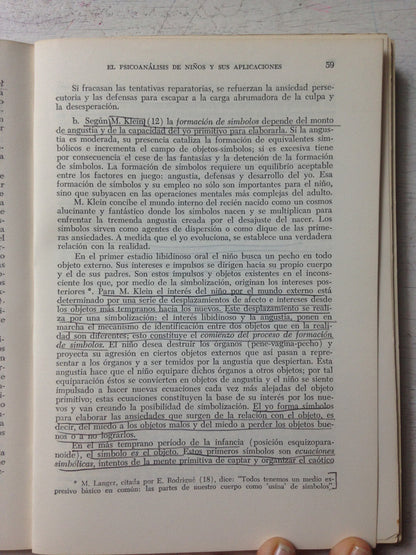 EL PSICOANÁLISIS DE NIÑOS Y SUS APLICACIONES 59
Si fracasan las tentativas reparatorias, se refuerzan la ansiedad perse-
cutoria y las defensas para escapar a la carga abrumadora de la culpa y
la desesperación.
b. Según M. Klein (12) la formación de símbolos depende del monto
de angustia y de la capacidad del yo primitivo para elaborarla. Si la angus-
tia es moderada, su presencia cataliza la formación de equivalentes sim-
bólicos e incrementa el campo de objetos-símbolos; si es excesiva tiene
por consecuencia el cese de las fantasías y la detención de la formación
de símbolos. La formación de símbolos requiere un equilibrio aceptable
entre los factores en juego: angustia, defensas y desarrollo del yo. Esa
formación de símbolos y su empleo no sólo son importantes para el niño,
sino que subyacen en las operaciones mentales más complejas del adulto.
M. Klein concibe el mundo interno del recién nacido como un cosmos
alucinante y fantástico donde los símbolos nacen y se multiplican para
enfrentar la tremenda angustia creada por el desajuste del nacer. Los
símbolos sirven como agentes de dispersión o como dique de las prime-
ras ansiedades. A medida que el yo evoluciona, se establece una verdadera
relación con la realidad.
En el primer estadio libidinoso oral el niño busca un pecho en todo
objeto externo. Sus intereses e impulsos se dirigen hacia su propio cuerpo
y el de sus padres. Son estos impulsos y objetos existentes en el incons-
ciente los que, por medio de la simbolización, originan los intereses pos-
teriores *. Para M. Klein el interés del niño por el mundo externo está
determinado por una serie de desplazamientos de afecto e intereses desde
los objetos más tempranos hacia los nuevos. Este desplazamiento se reali-
za por una simbolización: el interés libidinoso y la angustia, ponen en
marcha el mecanismo de identificación entre dos objetos que en la reali-
dad son diferentes; esto constituye el comienzo del proceso de formación
de símbolos. El niño desea destruir los órganos (pene-vagina-pecho) y
proyecta su agresión en ciertos objetos externos que así pasan a repre-
sentar a los órganos y a ser temidos por la angustia que despiertan. Esta
angustia hace que el niño equipare dichos órganos a otros objetos; por tal
equiparación éstos se convierten en objetos de angustia y el niño se siente
impulsado a hacer nuevas ecuaciones cada vez más alejadas del objeto
primitivo; estas ecuaciones constituyen la base de su interés por los nue-
vos y van creando la posibilidad de simbolización. El yo forma símbolos
para elaborar las ansiedades que surgen de la relación con el objeto, es
decir, del miedo a los objetos malos y del miedo a perder los objetos bue-
nos o a no lograrlos.
En el más temprano período de la infancia (posición esquizopara-
noide), el símbolo es el objeto. Estos primeros símbolos son ecuaciones
simbólicas, intentos de la mente primitiva de captar y organizar el caótico
* M. Langer, citada por E. Rodrigué (18), dice: "Todos tenemos un medio ex-
presivo básico en común: las partes de nuestro cuerpo como 'usina' de símbolos".